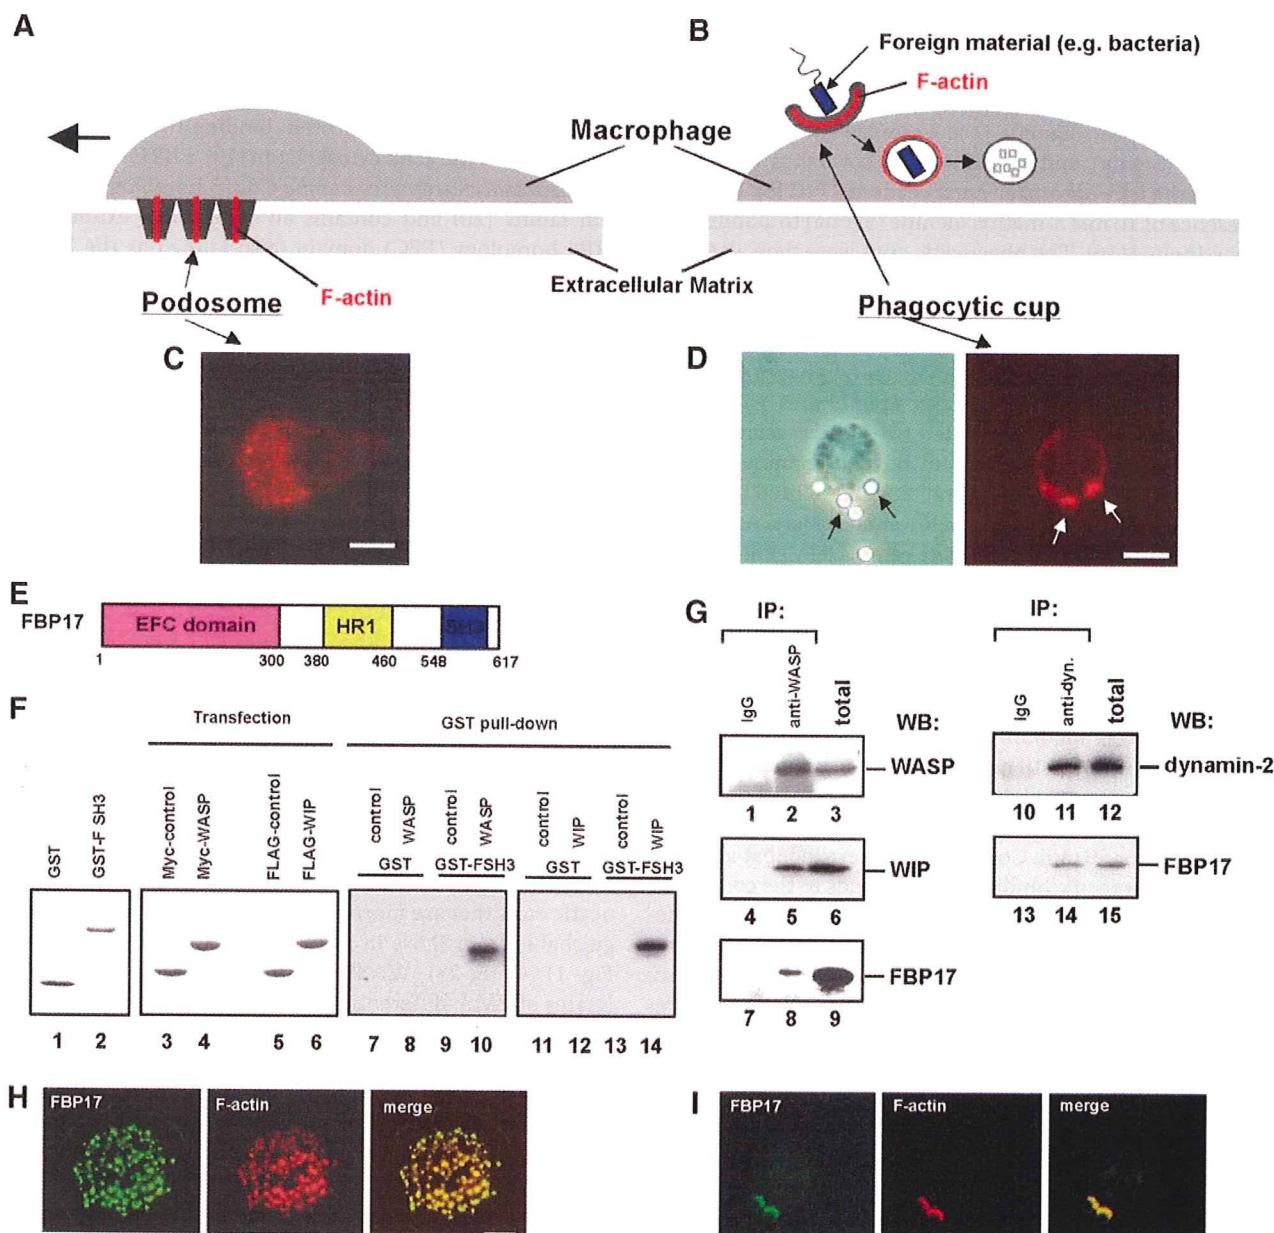 A
B
Foreign material (e.g. bacteria)
F-actin
Macrophage
Extracellular Matrix
Podosome
F-actin
Phagocytic cup
C
D
E
FBP17
EFC domain
HR1
SH3
1
300
380
460
548
617
F
Transfection
GST pull-down
GST
GST-F SH3
Myc-control
Myc-WASP
FLAG-control
FLAG-WIP
control
WASP
control
WASP
control
WIP
control
WIP
GST
GST-FSH3
GST
GST-FSH3
1 2 3 4 5 6 7 8 9 10 11 12 13 14
G
IP:
IgG
anti-WASP
total
WB:
WASP
1 2 3
WIP
4 5 6
FBP17
7 8 9
IP:
IgG
anti-dyn.
total
WB:
dynamin-2
10 11 12
FBP17
13 14 15
H
FBP17
F-actin
merge
I
FBP17
F-actin
merge